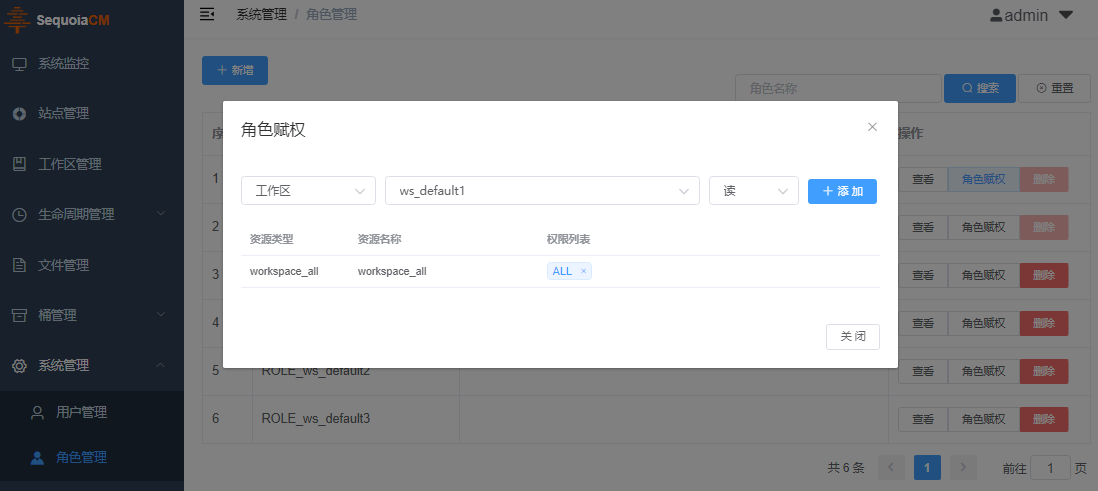 SequoiaCM
系统管理 / 角色管理
admin
系统监控
站点管理
工作区管理
生命周期管理
文件管理
桶管理
系统管理
用户管理
角色管理
新增
角色名称
搜索
重置
操作
角色赋权
工作区
ws_default1
读
添加
资源类型 资源名称 权限列表
workspace_all workspace_all ALL
关闭
1 查看 角色赋权 删除
2 查看 角色赋权 删除
3 查看 角色赋权 删除
4 查看 角色赋权 删除
5 ROLE_ws_default2 查看 角色赋权 删除
6 ROLE_ws_default3 查看 角色赋权 删除
共 6 条 1 前往 1 页